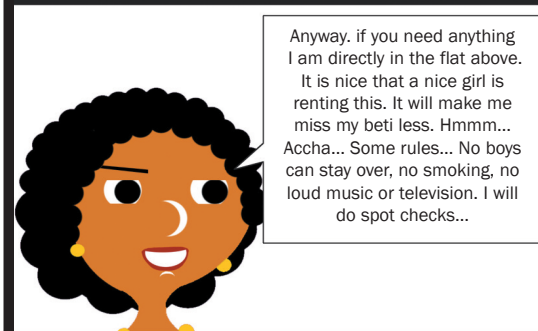 Anyway. if you need anything
I am directly in the flat above.
It is nice that a nice girl is
renting this. It will make me
miss my beti less. Hmmm...
Accha... Some rules... No boys
can stay over, no smoking, no
loud music or television. I will
do spot checks...